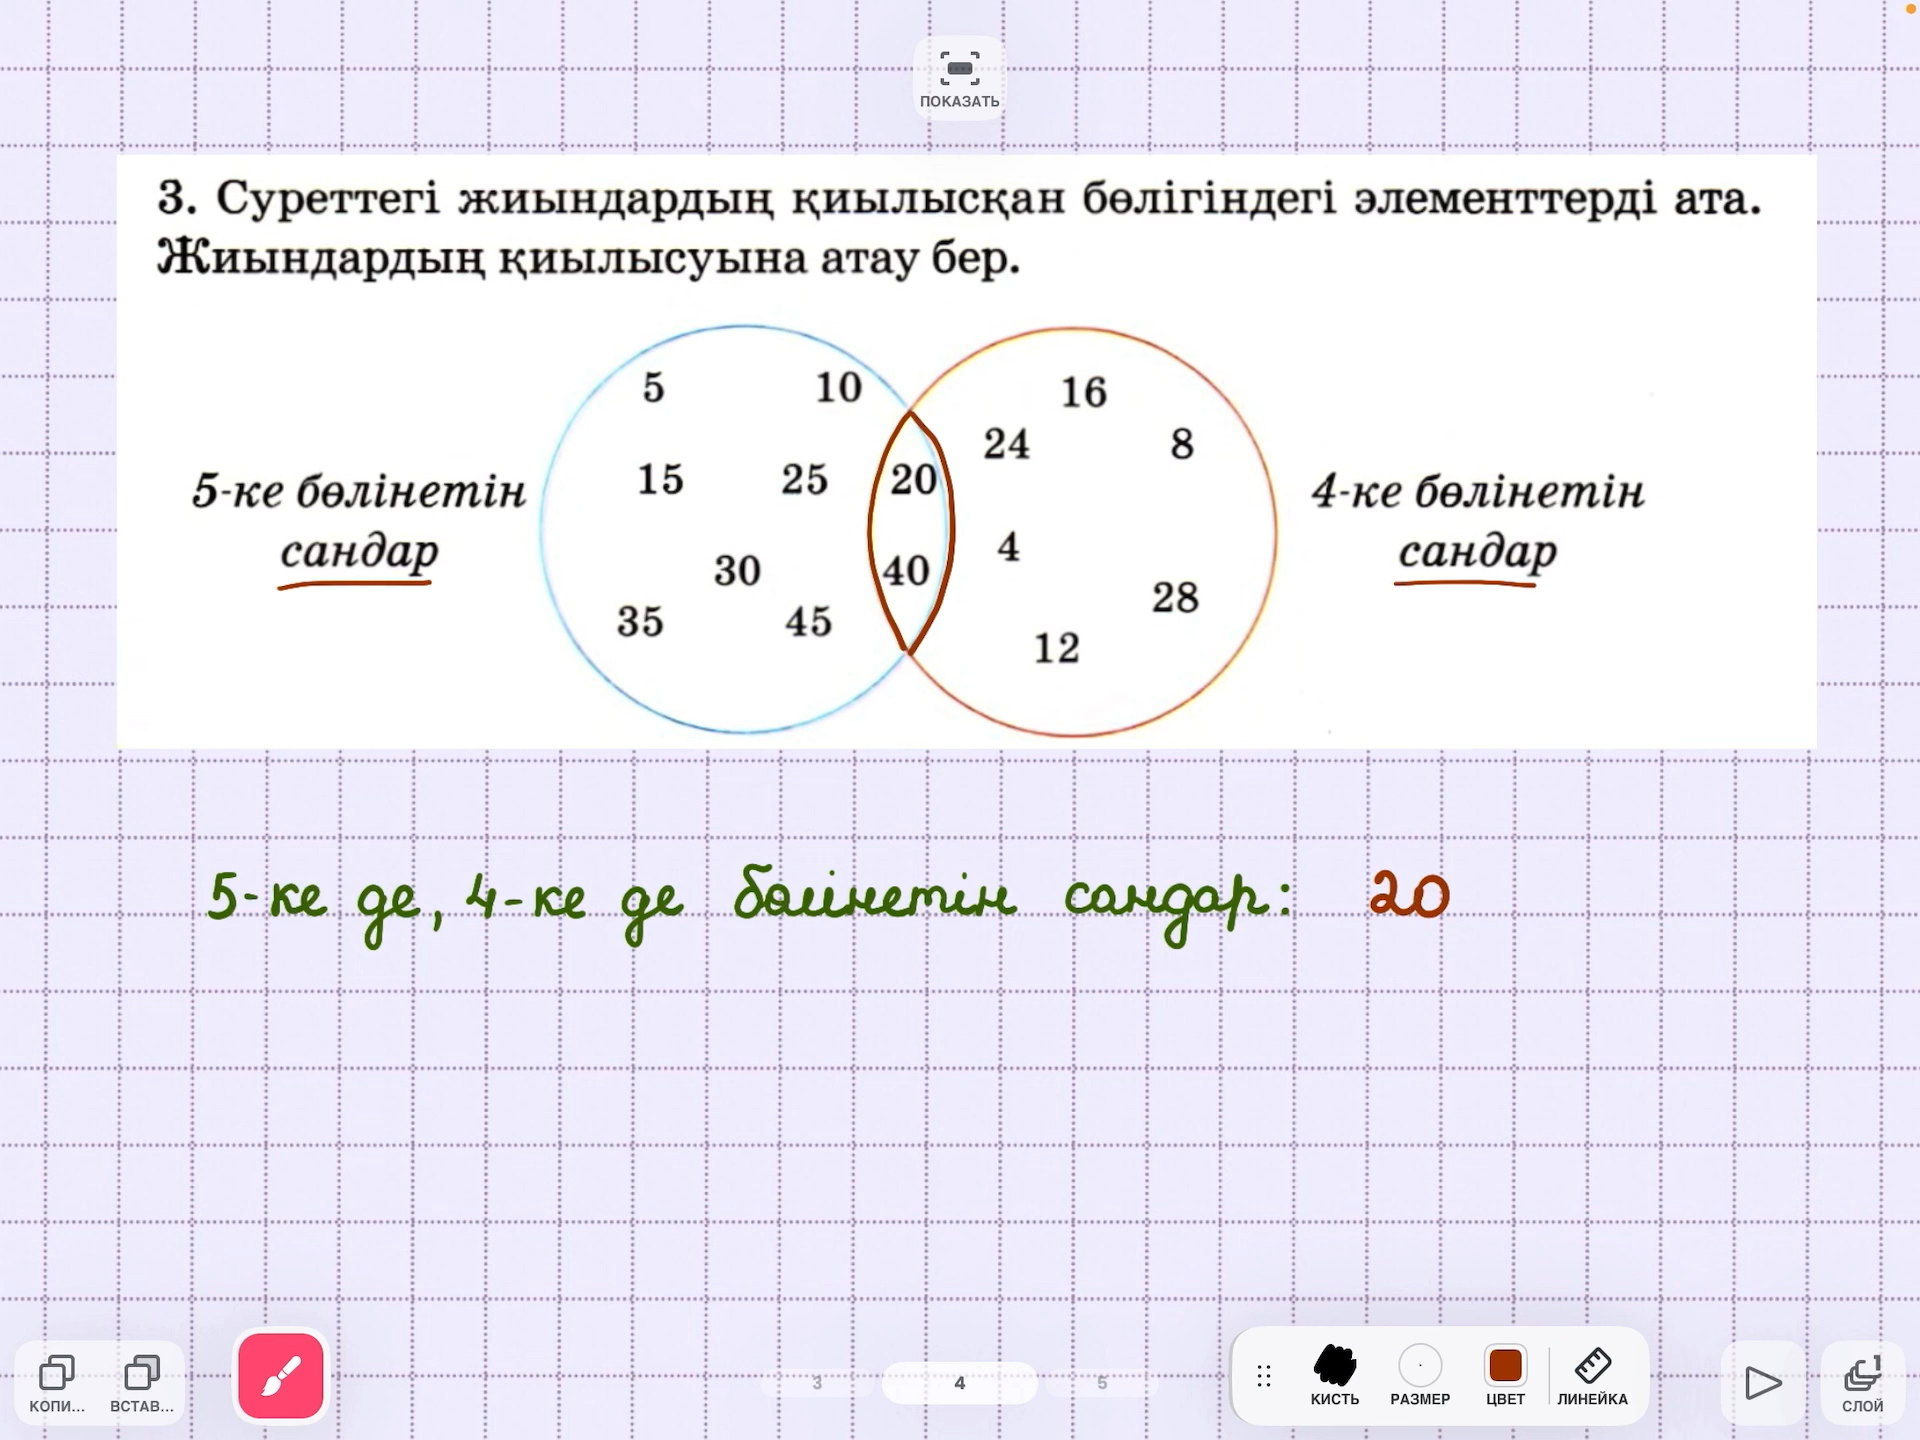 ПОКАЗАТЬ
3. Суреттегі жиындардың қиылысқан бөлігіндегі элементтерді ата.
Жиындардың қиылысуына атау бер.
5 10 16
24 8
15 25 20
5-ке бөлінетін
сандар
4-ке бөлінетін
сандар
4
30 40
28
35 45
12
5-ке де, 4-ке де бөлінетін сандар: 20
КОПИ... ВСТАВ...
3 4 5
КИСТЬ РАЗМЕР ЦВЕТ ЛИНЕЙКА
1
СЛОЙ